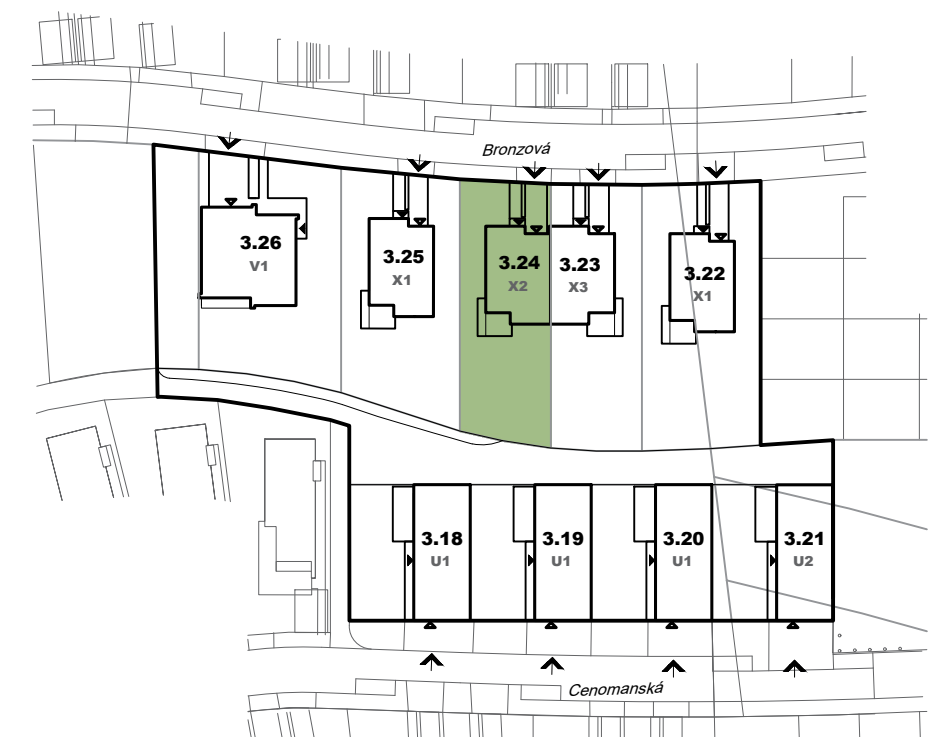 Bronzová
3.26
V1
3.25
X1
3.24
X2
3.23
X3
3.22
X1
3.18
U1
3.19
U1
3.20
U1
3.21
U2
Cenomanská